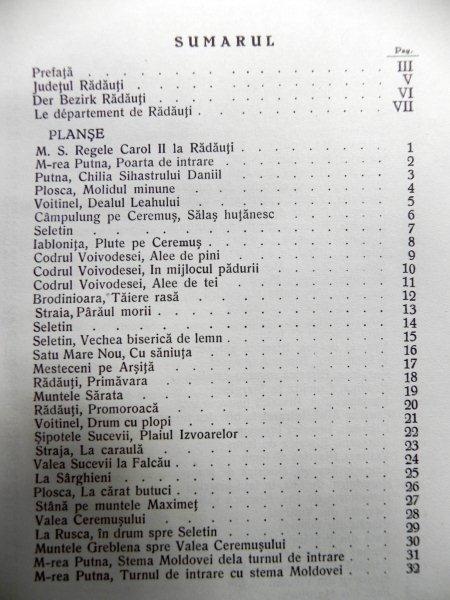 SUMARUL
Pag.
Prefață . . . . . . . . . . . . . III
Județul Rădăuți . . . . . . . . . . . . V
Der Bezirk Rădăuți . . . . . . . . . . . VI
Le département de Rădăuți . . . . . . . . . VII
PLANȘE
M. S. Regele Carol II la Rădăuți . . . . . . . . 1
M-rea Putna, Poarta de intrare . . . . . . . . 2
Putna, Chilia Sihastrului Daniil . . . . . . . . 3
Plosca, Molidul minune . . . . . . . . . . 4
Voitinel, Dealul Leahului . . . . . . . . . . 5
Câmpulung pe Ceremuș, Sălaș huțănesc . . . . . . 6
Seletin . . . . . . . . . . . . . 7
Iablonița, Plute pe Ceremuș . . . . . . . . . 8
Codrul Voivodesei, Alee de pini . . . . . . . . 9
Codrul Voivodesei, In mijlocul pădurii . . . . . . 10
Codrul Voivodesei, Alee de tei . . . . . . . . 11
Brodinioara, Tăiere rasă . . . . . . . . . . 12
Straia, Pârăul morii . . . . . . . . . . . 13
Seletin . . . . . . . . . . . . . 14
Seletin, Vechea biserică de lemn . . . . . . . . 15
Satu Mare Nou, Cu săniuța . . . . . . . . . 16
Mesteceni pe Arșița . . . . . . . . . . . 17
Rădăuți, Primăvara . . . . . . . . . . . 18
Muntele Sărata . . . . . . . . . . . . 19
Rădăuți, Promoroacă . . . . . . . . . . . 20
Voitinel, Drum cu plopi . . . . . . . . . . 21
Șipotele Sucevii, Plaiul Izvoarelor . . . . . . . 22
Straja, La caraulă . . . . . . . . . . . 23
Valea Sucevii la Falcău . . . . . . . . . . 24
La Sârghieni . . . . . . . . . . . . 25
Plosca, La cărat butuci . . . . . . . . . . 26
Stână pe muntele Maximeț . . . . . . . . . 27
Valea Ceremușului . . . . . . . . . . . 28
La Rusca, în drum spre Seletin . . . . . . . . 29
Muntele Greblena spre Valea Ceremușului . . . . . 30
M-rea Putna, Stema Moldovei dela turnul de intrare . . 31
M-rea Putna, Turnul de intrare cu stema Moldovei . . 32